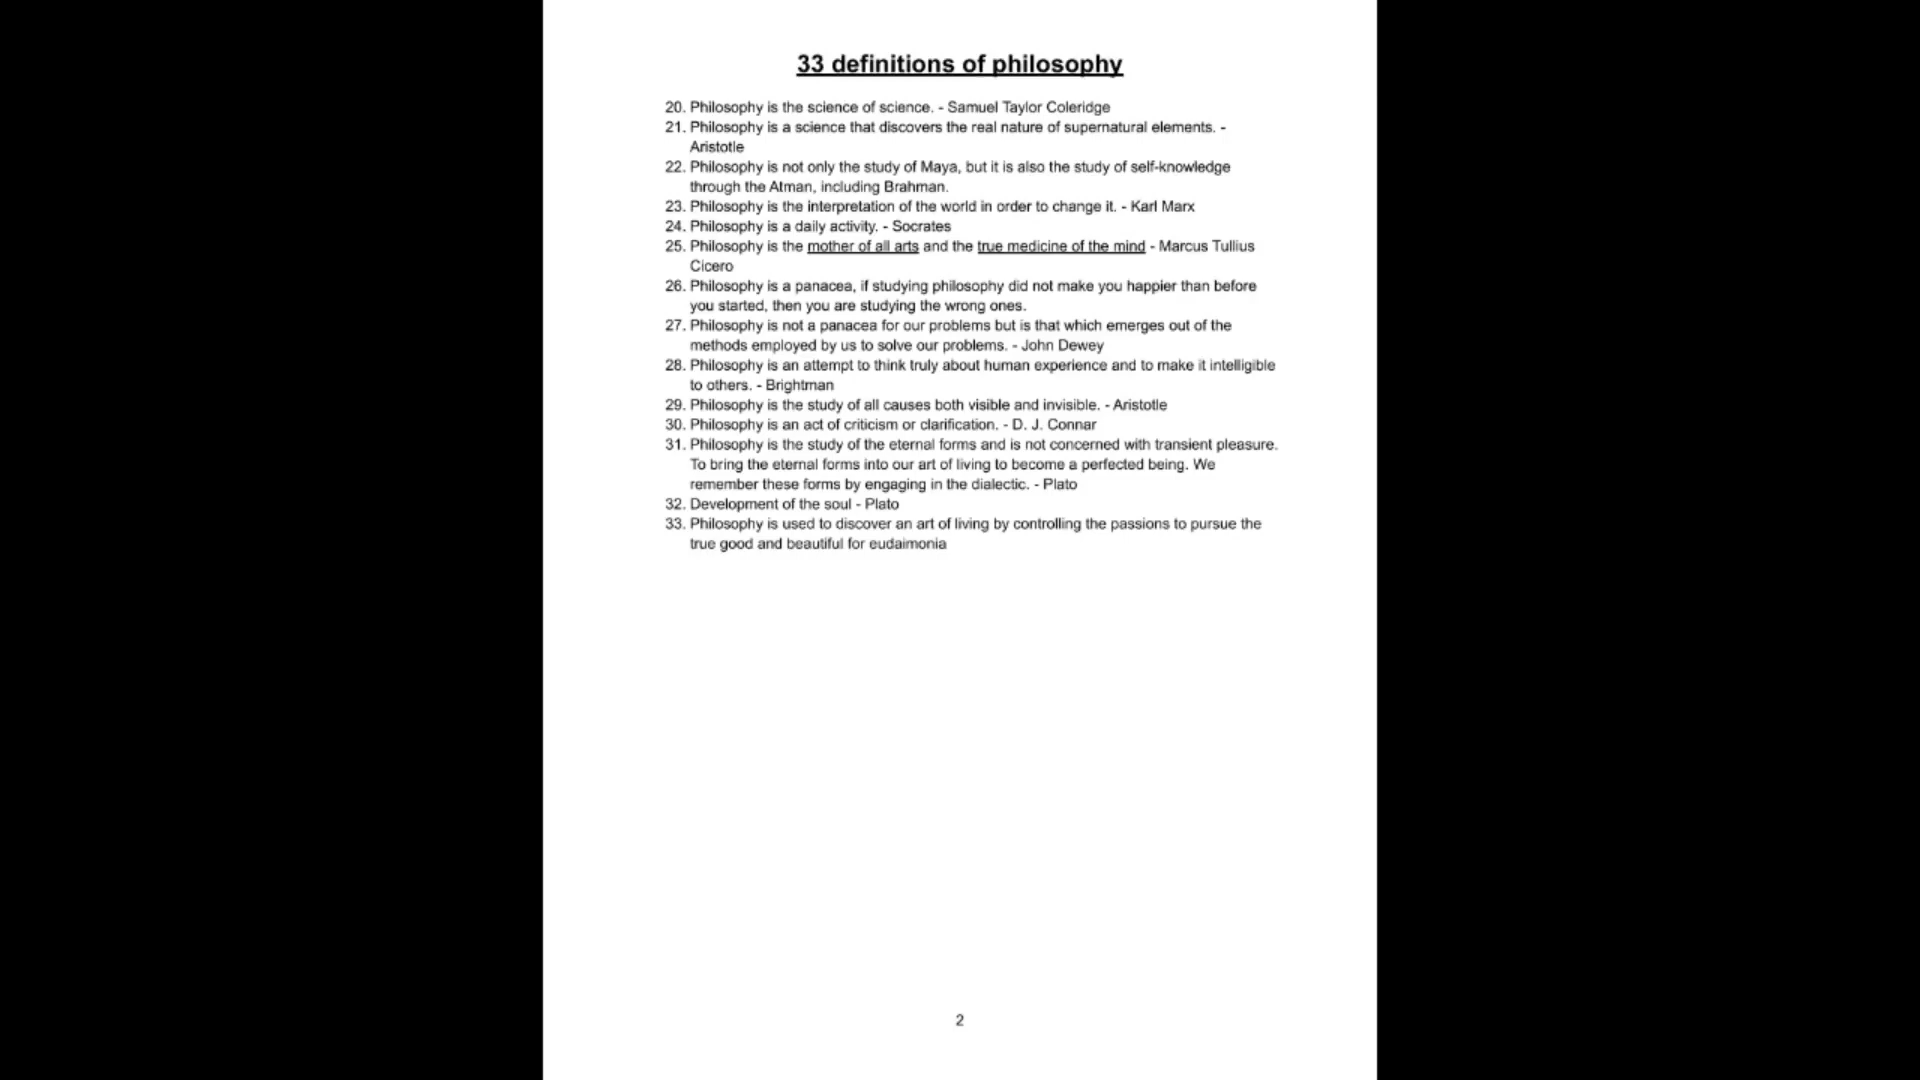 33 definitions of philosophy
20. Philosophy is the science of science. - Samuel Taylor Coleridge
21. Philosophy is a science that discovers the real nature of supernatural elements. -
Aristotle
22. Philosophy is not only the study of Maya, but it is also the study of self-knowledge
through the Atman, including Brahman.
23. Philosophy is the interpretation of the world in order to change it. - Karl Marx
24. Philosophy is a daily activity. - Socrates
25. Philosophy is the mother of all arts and the true medicine of the mind - Marcus Tullius
Cicero
26. Philosophy is a panacea, if studying philosophy did not make you happier than before
you started, then you are studying the wrong ones.
27. Philosophy is not a panacea for our problems but is that which emerges out of the
methods employed by us to solve our problems. - John Dewey
28. Philosophy is an attempt to think truly about human experience and to make it intelligible
to others. - Brightman
29. Philosophy is the study of all causes both visible and invisible. - Aristotle
30. Philosophy is an act of criticism or clarification. - D. J. Connar
31. Philosophy is the study of the eternal forms and is not concerned with transient pleasure.
To bring the eternal forms into our art of living to become a perfected being. We
remember these forms by engaging in the dialectic. - Plato
32. Development of the soul - Plato
33. Philosophy is used to discover an art of living by controlling the passions to pursue the
true good and beautiful for eudaimonia
2